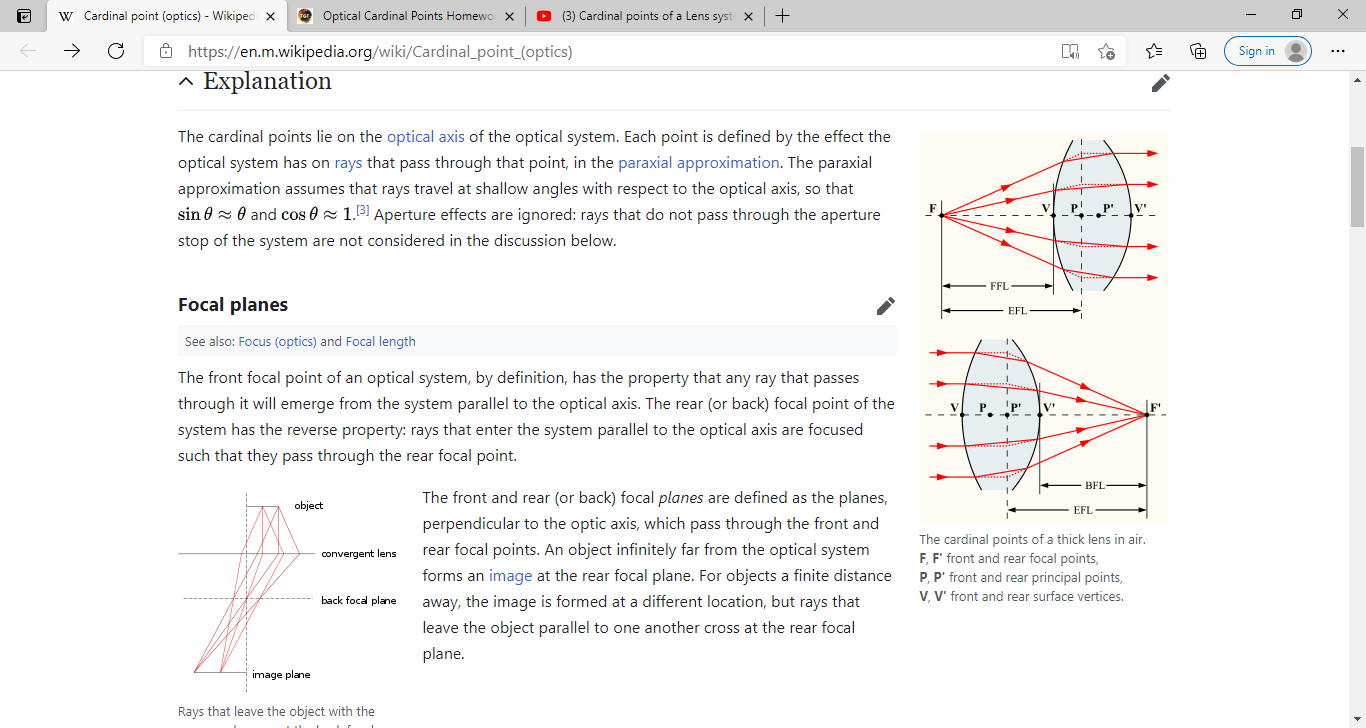 Cardinal point (optics) - Wikiped
Optical Cardinal Points Homewo
(3) Cardinal points of a Lens syst
https://en.m.wikipedia.org/wiki/Cardinal_point_(optics)
Sign in
Explanation
The cardinal points lie on the optical axis of the optical system. Each point is defined by the effect the
optical system has on rays that pass through that point, in the paraxial approximation. The paraxial
approximation assumes that rays travel at shallow angles with respect to the optical axis, so that
sin θ ≈ θ and cos θ ≈ 1.[3] Aperture effects are ignored: rays that do not pass through the aperture
stop of the system are not considered in the discussion below.
Focal planes
See also: Focus (optics) and Focal length
The front focal point of an optical system, by definition, has the property that any ray that passes
through it will emerge from the system parallel to the optical axis. The rear (or back) focal point of the
system has the reverse property: rays that enter the system parallel to the optical axis are focused
such that they pass through the rear focal point.
object
convergent lens
back focal plane
image plane
Rays that leave the object with the
The front and rear (or back) focal planes are defined as the planes,
perpendicular to the optic axis, which pass through the front and
rear focal points. An object infinitely far from the optical system
forms an image at the rear focal plane. For objects a finite distance
away, the image is formed at a different location, but rays that
leave the object parallel to one another cross at the rear focal
plane.
F V P P' V'
FFL
EFL
V P P' V' F'
BFL
EFL
The cardinal points of a thick lens in air.
F, F' front and rear focal points,
P, P' front and rear principal points,
V, V' front and rear surface vertices.